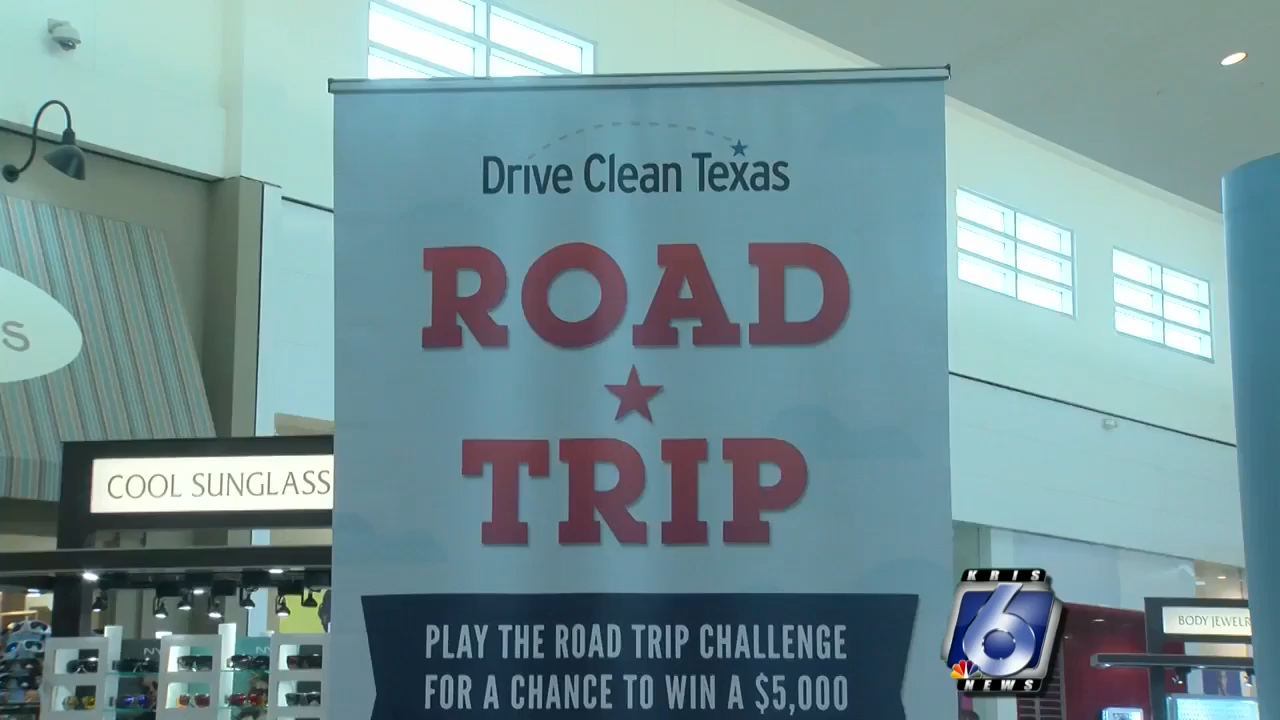 Drive Clean Texas
ROAD
TRIP
S
COOL SUNGLASS
PLAY THE ROAD TRIP CHALLENGE
FOR A CHANCE TO WIN A $5,000
KRIS
6
NEWS
BODY JEWELR